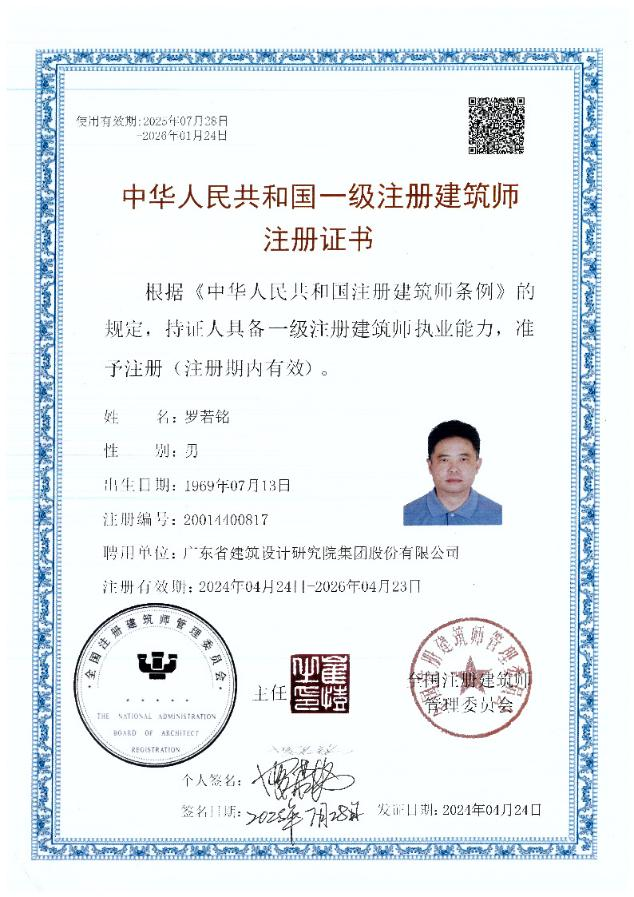 使用有效期:2025年07月28日
-2026年01月24日
中华人民共和国一级注册建筑师
注册证书
根据《中华人民共和国注册建筑师条例》的
规定，持证人具备一级注册建筑师执业能力，准
予注册（注册期内有效）。
姓 名：罗若铭
性 别：男
出生日期：1969年07月13日
注册编号：20014400817
聘用单位：广东省建筑设计研究院集团股份有限公司
注册有效期：2024年04月24日-2026年04月23日
全国注册建筑师管理委员会
THE NATIONAL ADMINISTRATION
BOARD OF ARCHITECT
REGISTRATION
主任
全国注册建筑师
管理委员会
个人签名：
签名日期：2025年7月28日
发证日期：2024年04月24日